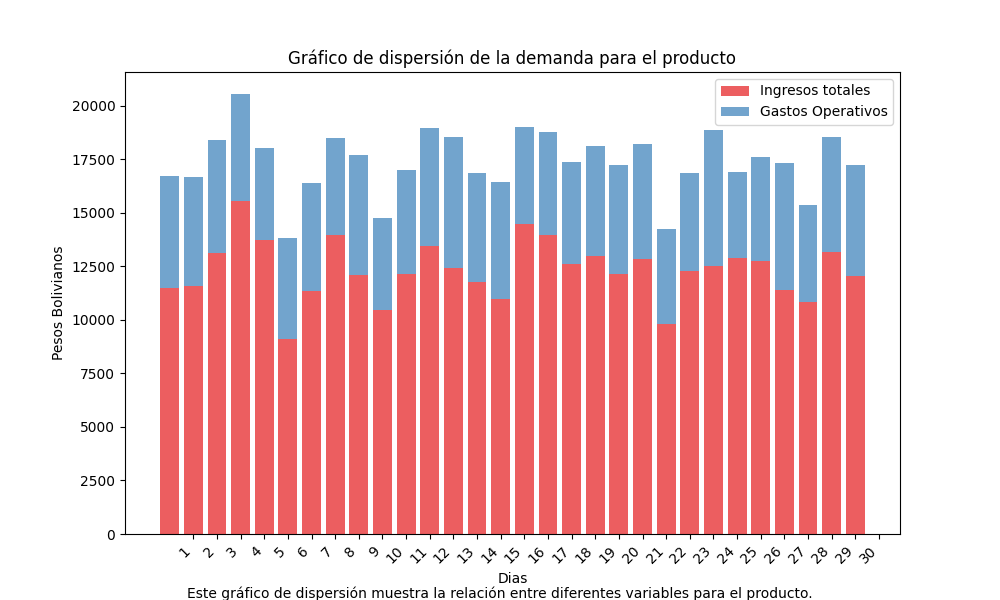 Gráfico de dispersión de la demanda para el producto
Ingresos totales
Gastos Operativos
Pesos Bolivianos
20000
17500
15000
12500
10000
7500
5000
2500
0
1 2 3 4 5 6 7 8 9 10 11 12 13 14 15 16 17 18 19 20 21 22 23 24 25 26 27 28 29 30
Dias
Este gráfico de dispersión muestra la relación entre diferentes variables para el producto.